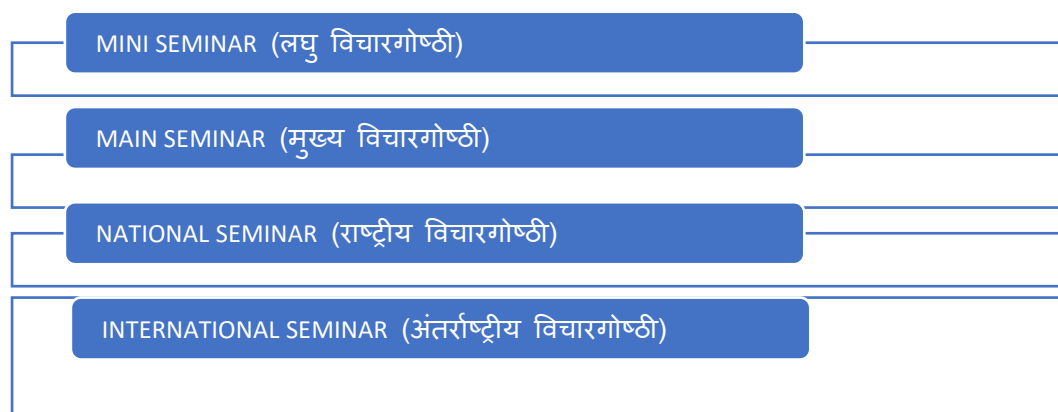 MINI SEMINAR (लघु विचारगोष्ठी)
MAIN SEMINAR (मुख्य विचारगोष्ठी)
NATIONAL SEMINAR (राष्ट्रीय विचारगोष्ठी)
INTERNATIONAL SEMINAR (अंतर्राष्ट्रीय विचारगोष्ठी)